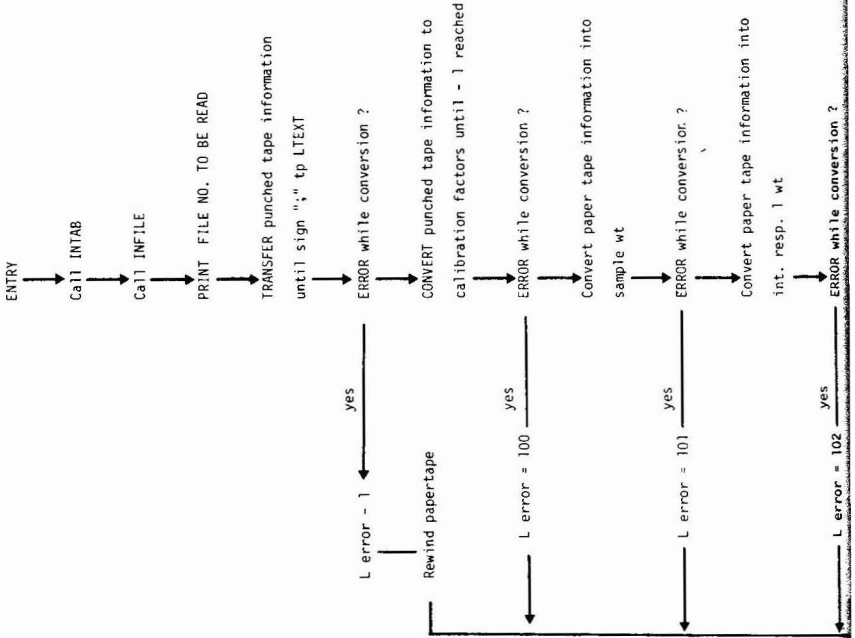 ENTRY
Call INTAB
Call INFILE
PRINT FILE NO. TO BE READ
TRANSFER punched tape information
until sign ";" tp LTEXT
ERROR while conversion ?
yes
L error - 1
Rewind papertape
CONVERT punched tape information to
calibration factors until - 1 reached
ERROR while conversion ?
yes
L error = 100
Convert paper tape information into
sample wt
ERROR while conversion ?
yes
L error = 101
Convert paper tape information into
int. resp. 1 wt
ERROR while conversion ?
yes
L error = 102